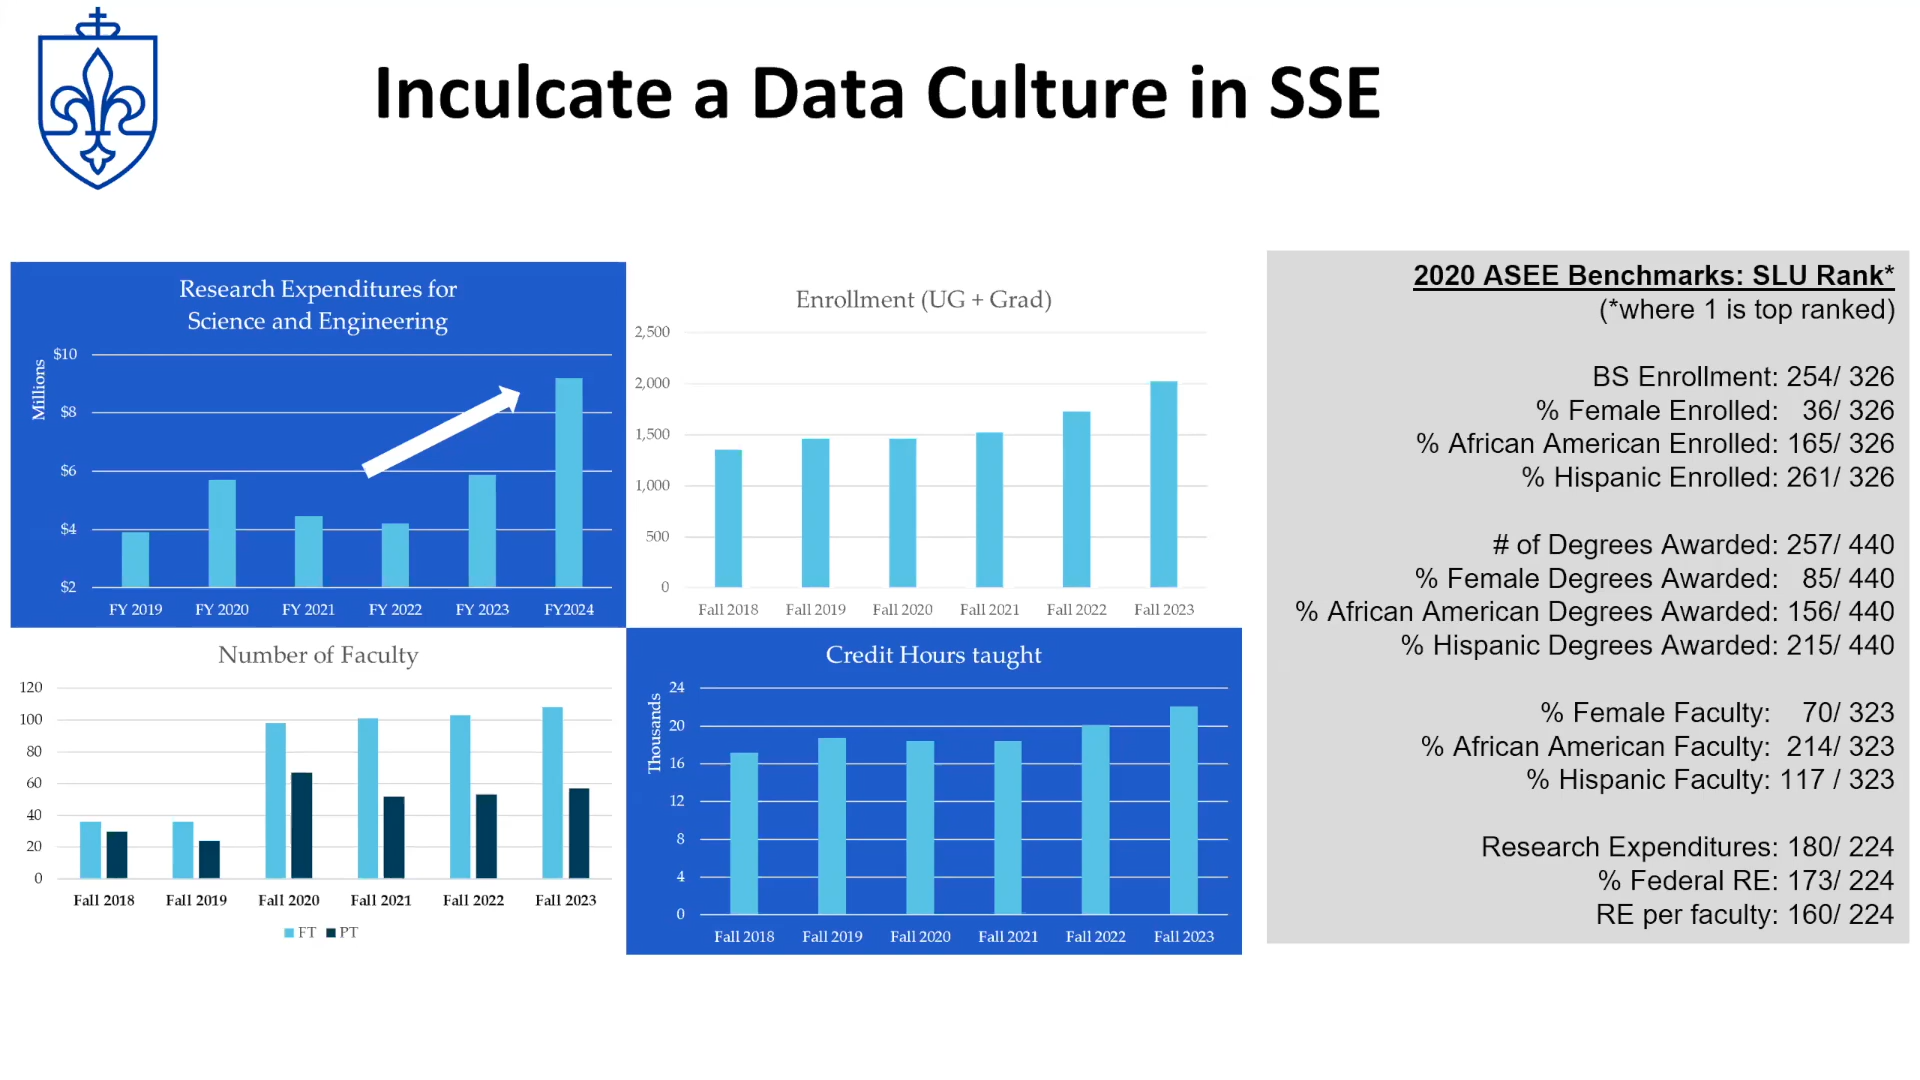 Inculcate a Data Culture in SSE
Research Expenditures for
Science and Engineering
Millions
$10
$8
$6
$4
$2
FY 2019 FY 2020 FY 2021 FY 2022 FY 2023 FY2024
Enrollment (UG + Grad)
2,500
2,000
1,500
1,000
500
0
Fall 2018 Fall 2019 Fall 2020 Fall 2021 Fall 2022 Fall 2023
Number of Faculty
120
100
80
60
40
20
0
Fall 2018 Fall 2019 Fall 2020 Fall 2021 Fall 2022 Fall 2023
FT PT
Credit Hours taught
Thousands
24
20
16
12
8
4
0
Fall 2018 Fall 2019 Fall 2020 Fall 2021 Fall 2022 Fall 2023
2020 ASEE Benchmarks: SLU Rank*
(*where 1 is top ranked)
BS Enrollment: 254/ 326
% Female Enrolled: 36/ 326
% African American Enrolled: 165/ 326
% Hispanic Enrolled: 261/ 326
# of Degrees Awarded: 257/ 440
% Female Degrees Awarded: 85/ 440
% African American Degrees Awarded: 156/ 440
% Hispanic Degrees Awarded: 215/ 440
% Female Faculty: 70/ 323
% African American Faculty: 214/ 323
% Hispanic Faculty: 117 / 323
Research Expenditures: 180/ 224
% Federal RE: 173/ 224
RE per faculty: 160/ 224